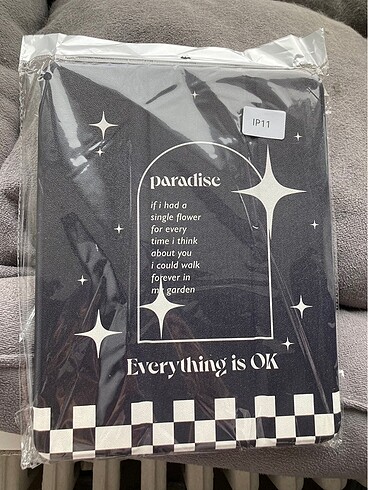 IP11
paradise
if i had a
single flower
for every
time i think
about you
i could walk
forever in
my garden
Everything is OK